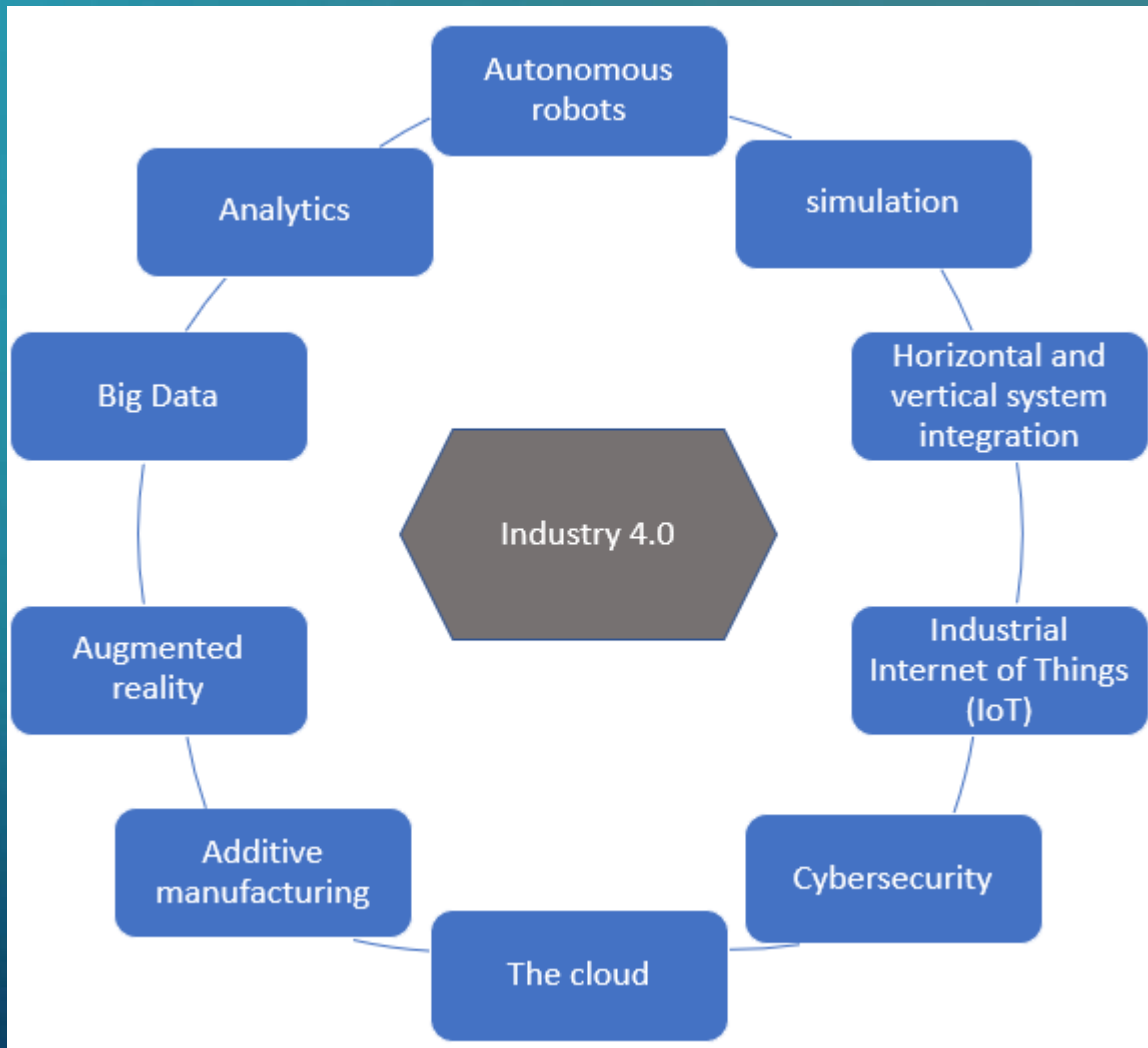 Autonomous
robots
simulation
Horizontal and
vertical system
integration
Industrial
Internet of Things
(IoT)
Cybersecurity
The cloud
Additive
manufacturing
Augmented
reality
Big Data
Analytics
Industry 4.0